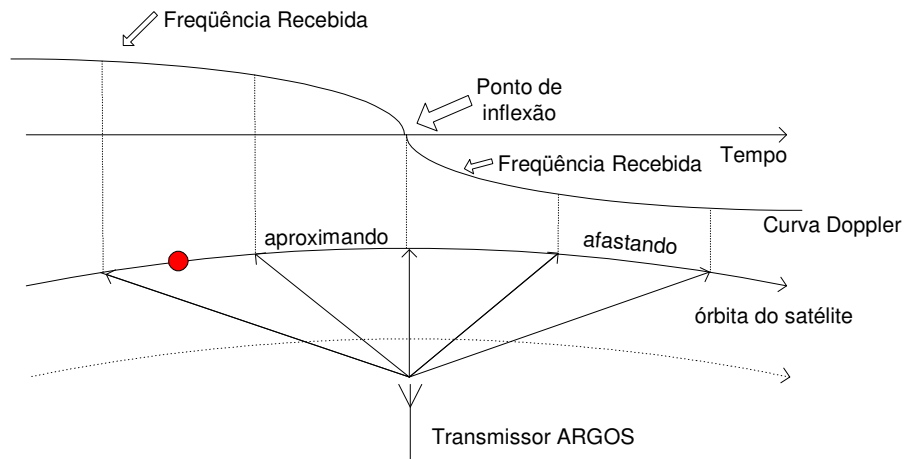 Freqüência Recebida
Ponto de
inflexão
Tempo
Freqüência Recebida
Curva Doppler
aproximando
afastando
órbita do satélite
Transmissor ARGOS